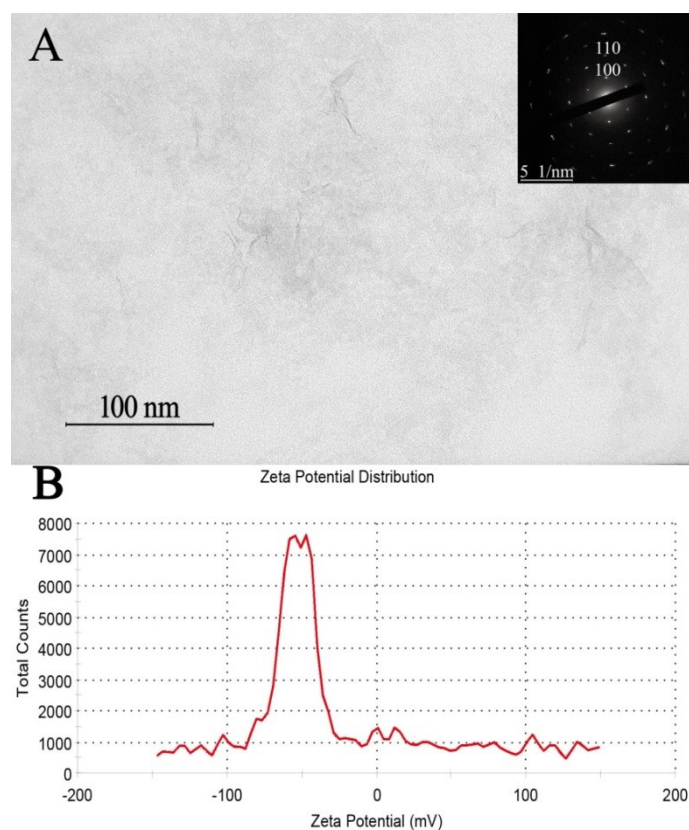 A
110
100
5 1/nm
100 nm
B
Zeta Potential Distribution
8000
7000
6000
5000
4000
3000
2000
1000
0
Total Counts
-200 -100 0 100 200
Zeta Potential (mV)